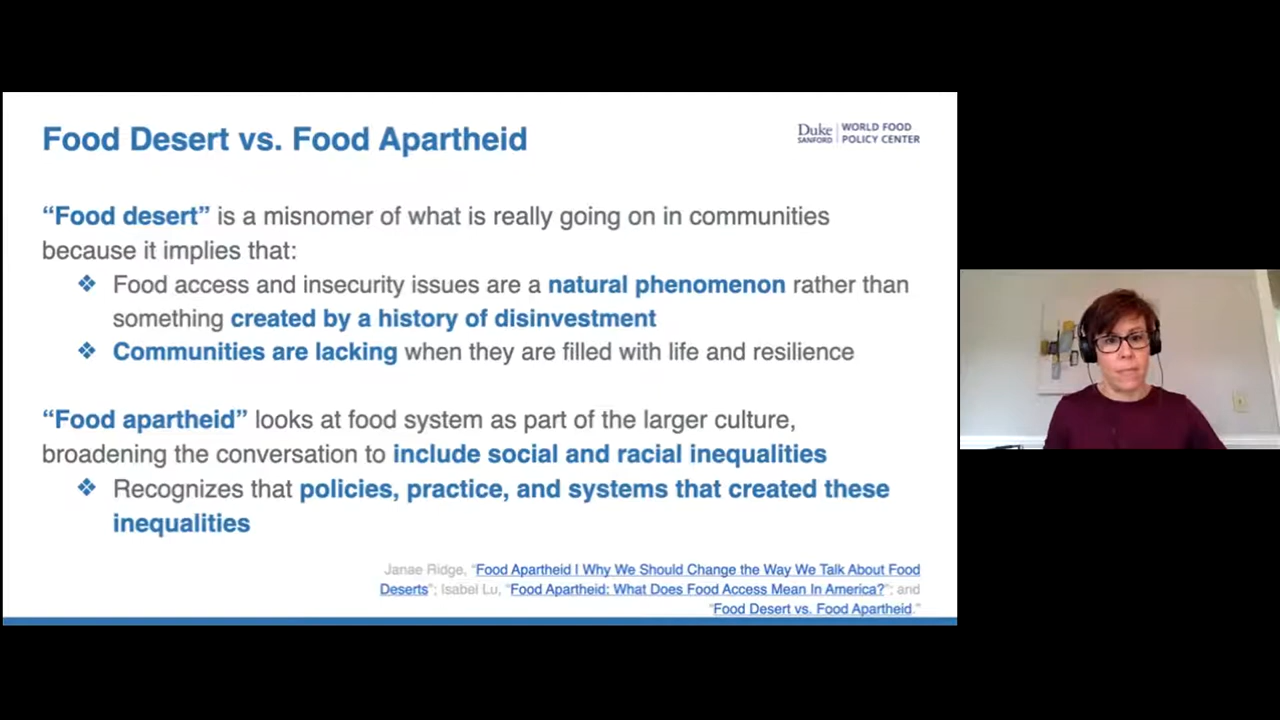 Food Desert vs. Food Apartheid
Duke
SANFORD
WORLD FOOD
POLICY CENTER
“Food desert” is a misnomer of what is really going on in communities
because it implies that:
❖ Food access and insecurity issues are a natural phenomenon rather than
something created by a history of disinvestment
❖ Communities are lacking when they are filled with life and resilience
“Food apartheid” looks at food system as part of the larger culture,
broadening the conversation to include social and racial inequalities
❖ Recognizes that policies, practice, and systems that created these
inequalities
Janae Ridge, “Food Apartheid I Why We Should Change the Way We Talk About Food
Deserts”; Isabel Lu, “Food Apartheid: What Does Food Access Mean In America?”; and
“Food Desert vs. Food Apartheid.”